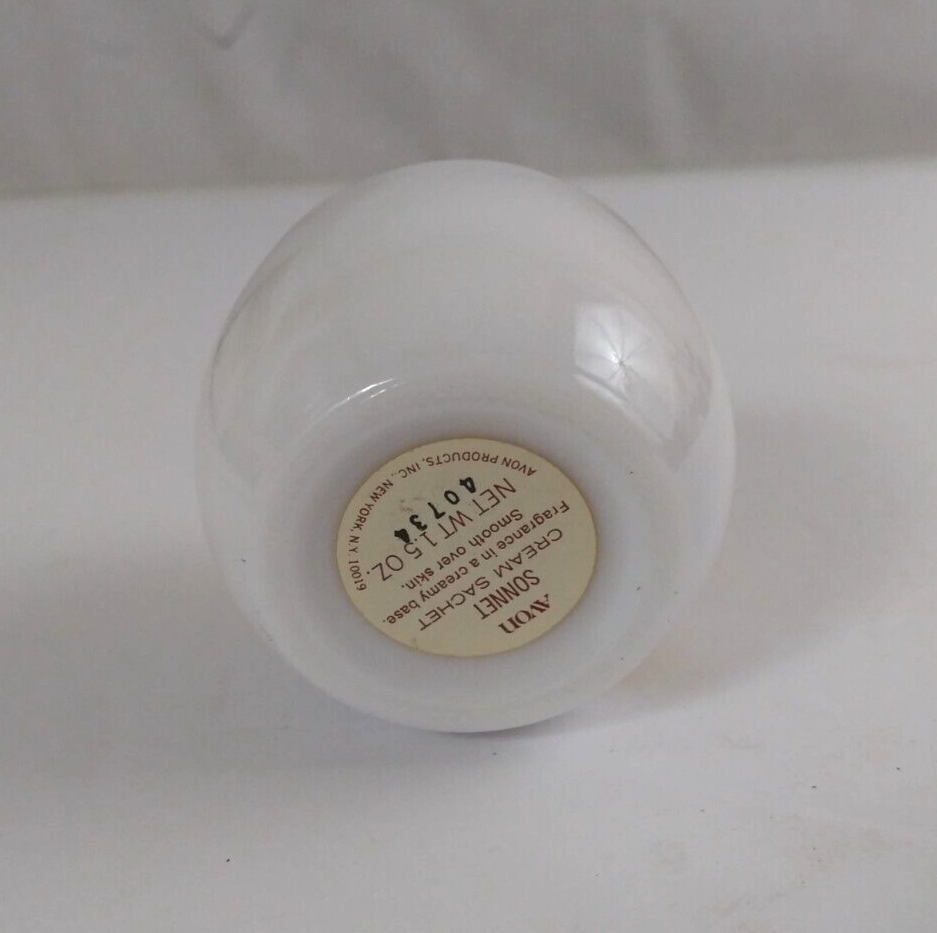 AVON
SONNET
CREAM SACHET
Fragrance in a creamy base.
Smooth over skin.
NET WT 1.5 OZ.
40734
AVON PRODUCTS, INC., NEW YORK, N.Y. 10019